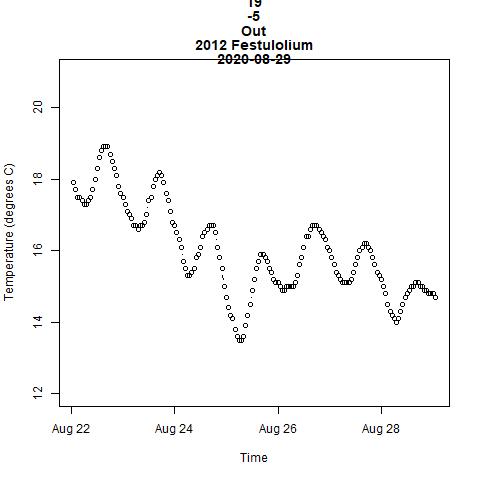 19
-5
Out
2012 Festulolium
2020-08-29
Temperature (degrees C)
20
18
16
14
12
Aug 22 Aug 24 Aug 26 Aug 28
Time